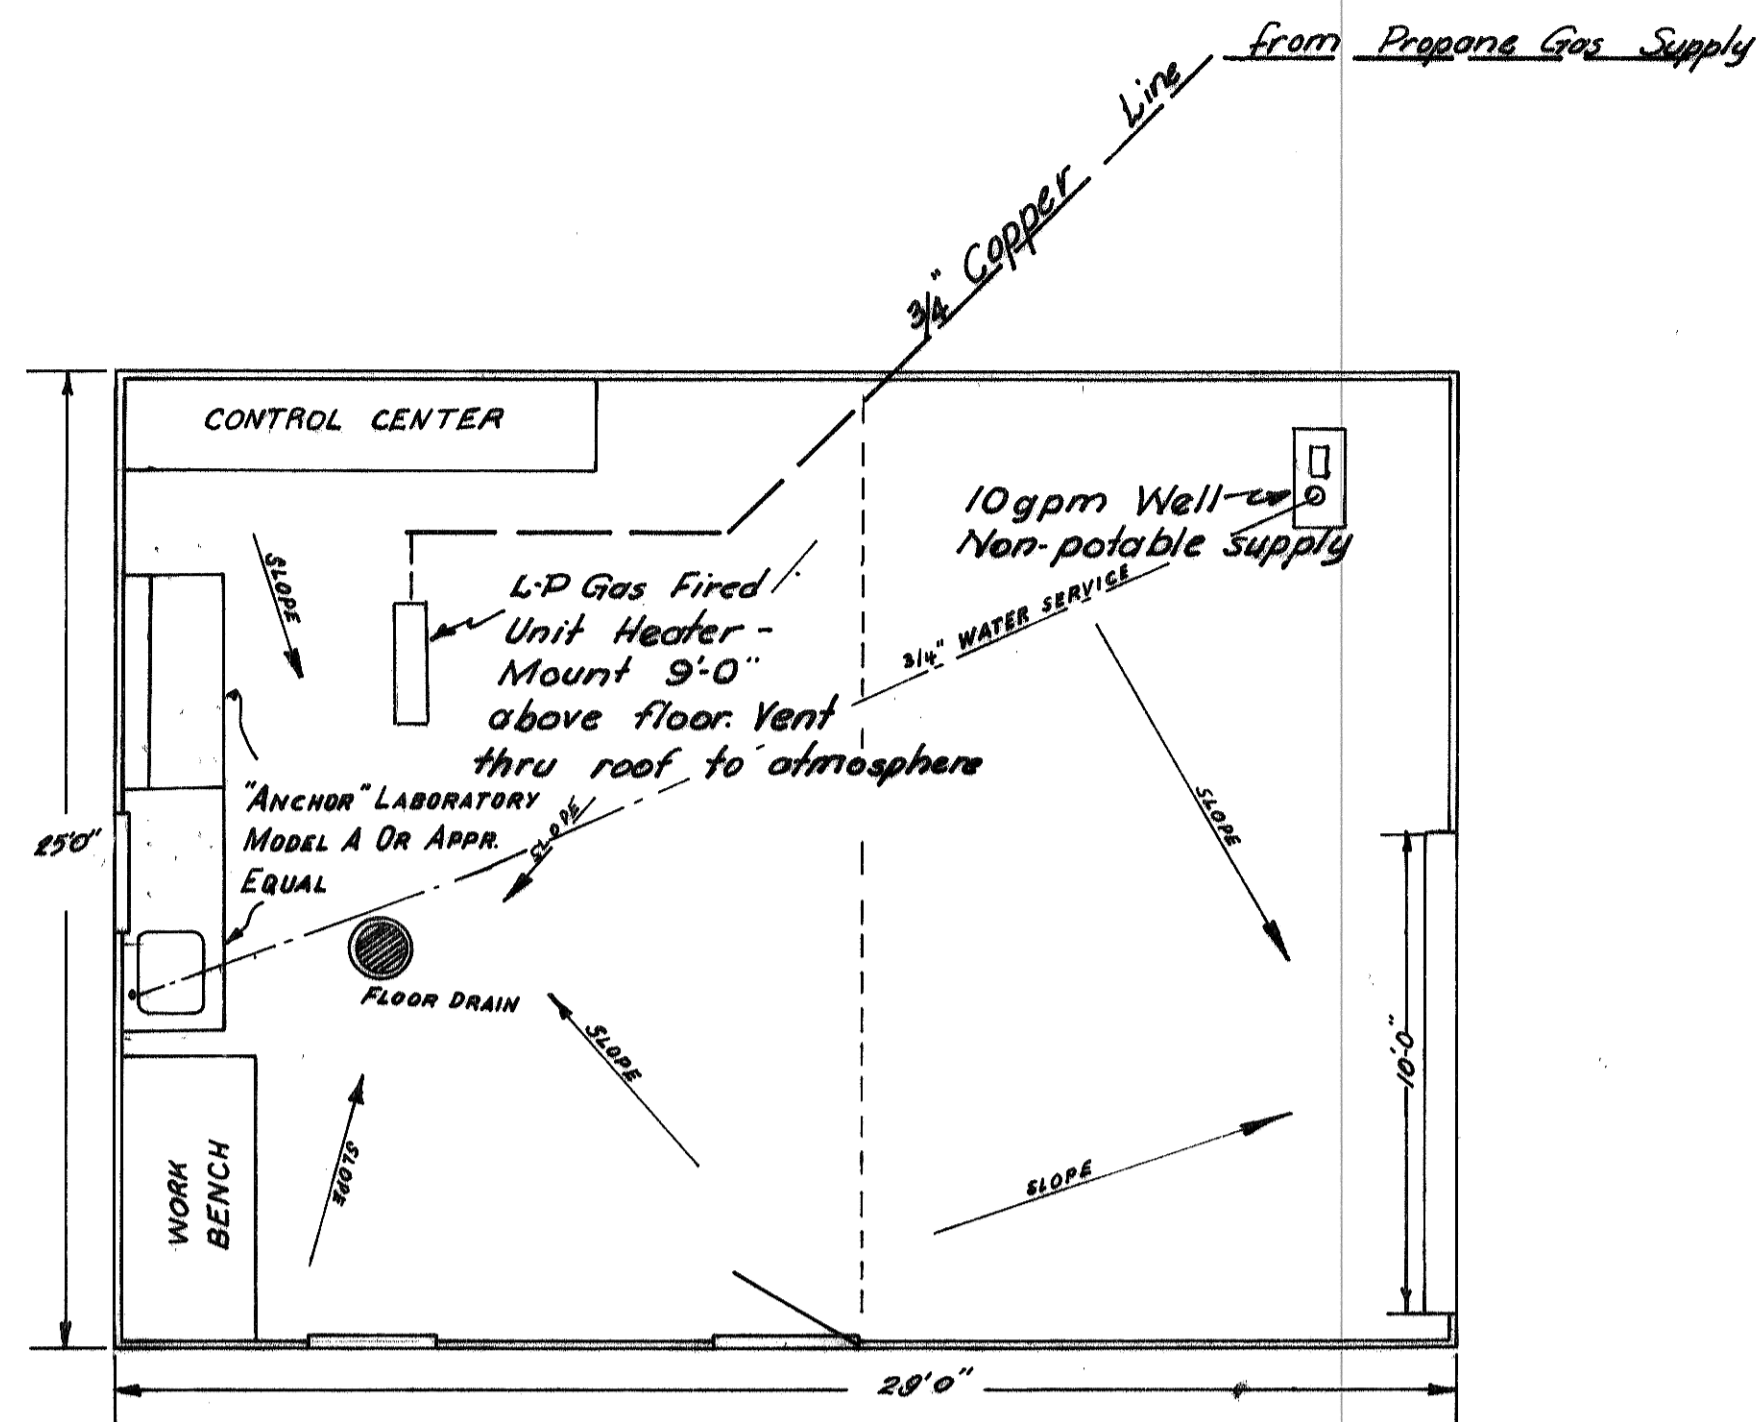 from Propane Gas Supply
3/4" Copper Line
CONTROL CENTER
10 gpm Well
Non-potable supply
SLOPE
L-P Gas Fired
Unit Heater -
Mount 9'-0"
above floor. Vent
thru roof to atmosphere
3/4" WATER SERVICE
"ANCHOR" LABORATORY
MODEL A OR APPR.
EQUAL
SLOPE
SLOPE
25'0"
FLOOR DRAIN
SLOPE
10'-0"
WORK
BENCH
SLOPE
SLOPE
29'0"